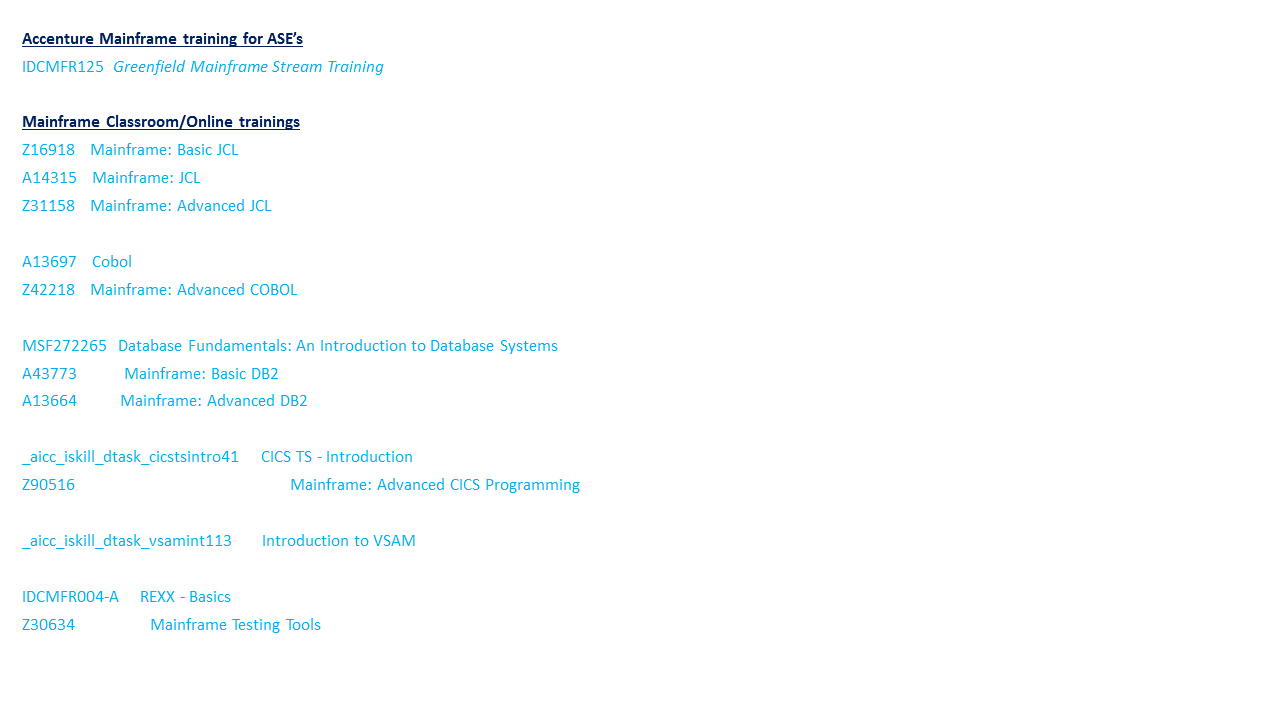 Accenture Mainframe training for ASE’s
IDCMFR125 Greenfield Mainframe Stream Training
Mainframe Classroom/Online trainings
Z16918 Mainframe: Basic JCL
A14315 Mainframe: JCL
Z31158 Mainframe: Advanced JCL
A13697 Cobol
Z42218 Mainframe: Advanced COBOL
MSF272265 Database Fundamentals: An Introduction to Database Systems
A43773 Mainframe: Basic DB2
A13664 Mainframe: Advanced DB2
_aicc_iskill_dtask_cicstsintro41 CICS TS - Introduction
Z90516 Mainframe: Advanced CICS Programming
_aicc_iskill_dtask_vsamint113 Introduction to VSAM
IDCMFR004-A REXX - Basics
Z30634 Mainframe Testing Tools